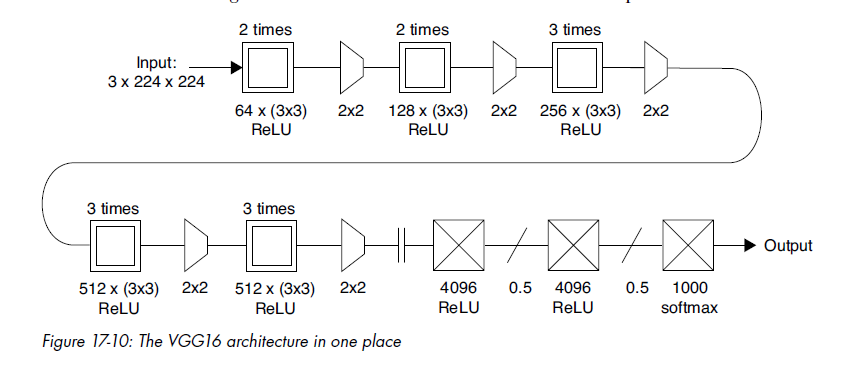 2 times
2 times
3 times
Input:
3 x 224 x 224
64 x (3x3)
ReLU
2x2
128 x (3x3)
ReLU
2x2
256 x (3x3)
ReLU
2x2
3 times
3 times
512 x (3x3)
ReLU
2x2
512 x (3x3)
ReLU
2x2
4096
ReLU
0.5
4096
ReLU
0.5
1000
softmax
Output
Figure 17-10: The VGG16 architecture in one place